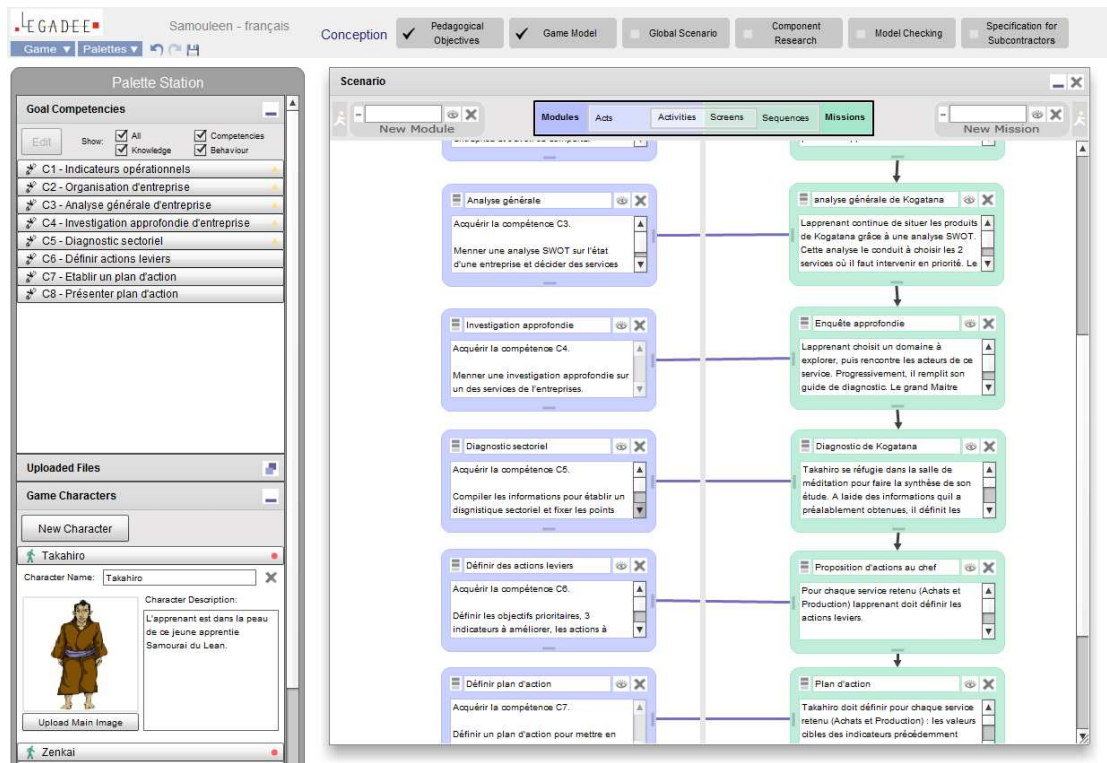 LEGADEE
Samouleen - français
Game
Palettes
Conception
Pedagogical
Objectives
Game Model
Global Scenario
Component
Research
Model Checking
Specification for
Subcontractors
Palette Station
Goal Competencies
Edit
Show:
All
Competencies
Knowledge
Behaviour
C1 - Indicateurs opérationnels
C2 - Organisation d'entreprise
C3 - Analyse générale d'entreprise
C4 - Investigation approfondie d'entreprise
C5 - Diagnostic sectoriel
C6 - Définir actions leviers
C7 - Etablir un plan d'action
C8 - Présenter plan d'action
Uploaded Files
Game Characters
New Character
Takahiro
Character Name: Takahiro
Character Description:
L'apprenant est dans la peau
de ce jeune apprentie
Samourai du Lean.
Upload Main Image
Zenkai
Scenario
New Module
Modules Acts Activities Screens Sequences Missions
New Mission
Analyse générale
Acquérir la compétence C3.
Menner une analyse SWOT sur l'état
d'une entreprise et décider des services
analyse générale de Kogatana
Lapprenant continue de situer les produits
de Kogatana grâce à une analyse SWOT.
Cette analyse le conduit à choisir les 2
services où il faut intervenir en priorité. Le
Investigation approfondie
Acquérir la compétence C4.
Menner une investigation approfondie sur
un des services de l'entreprises.
Enquête approfondie
Lapprenant choisit un domaine à
explorer, puis rencontre les acteurs de ce
service. Progressivement, il remplit son
guide de diagnostic. Le grand Maitre
Diagnostic sectoriel
Acquérir la compétence C5.
Compiler les informations pour établir un
disgnistique sectoriel et fixer les points
Diagnostic de Kogatana
Takahiro se réfugie dans la salle de
méditation pour faire la synthèse de son
étude. A laide des informations quil a
préalablement obtenues, il définit les
Définir des actions leviers
Acquérir la compétence C6.
Définir les objectifs prioritaires, 3
indicateurs à améliorer, les actions à
Proposition d'actions au chef
Pour chaque service retenu (Achats et
Production) lapprenant doit définir les
actions leviers.
Définir plan d'action
Acquérir la compétence C7.
Définir un plan d'action pour mettre en
Plan d'action
Takahiro doit définir pour chaque service
retenu (Achats et Production) : les valeurs
cibles des indicateurs précédemment